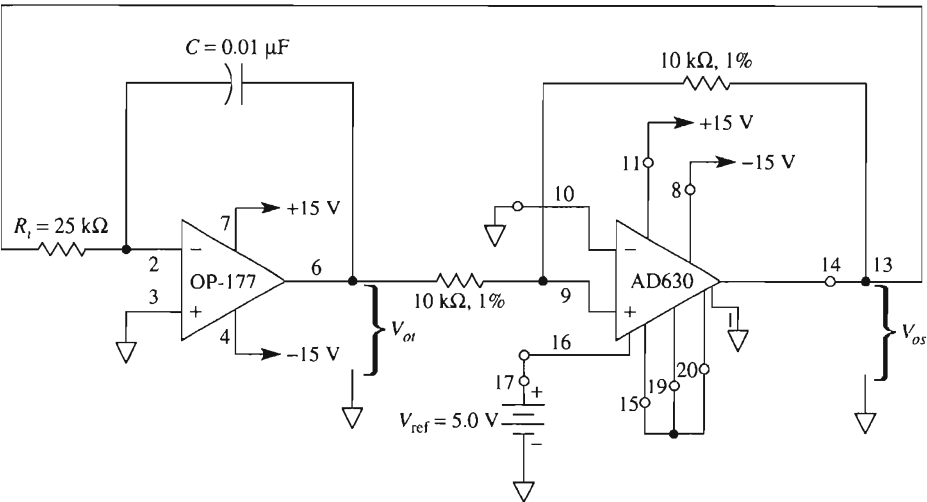 C = 0.01 μF
10 kΩ, 1%
+15 V
11
−15 V
8
10
7
+15 V
R_t = 25 kΩ
−
−
2
OP-177
6
AD630
14
13
10 kΩ, 1%
9
3
+
+
1
4
V_ot
V_os
−15 V
16
17
+
15
19
20
V_ref = 5.0 V
−